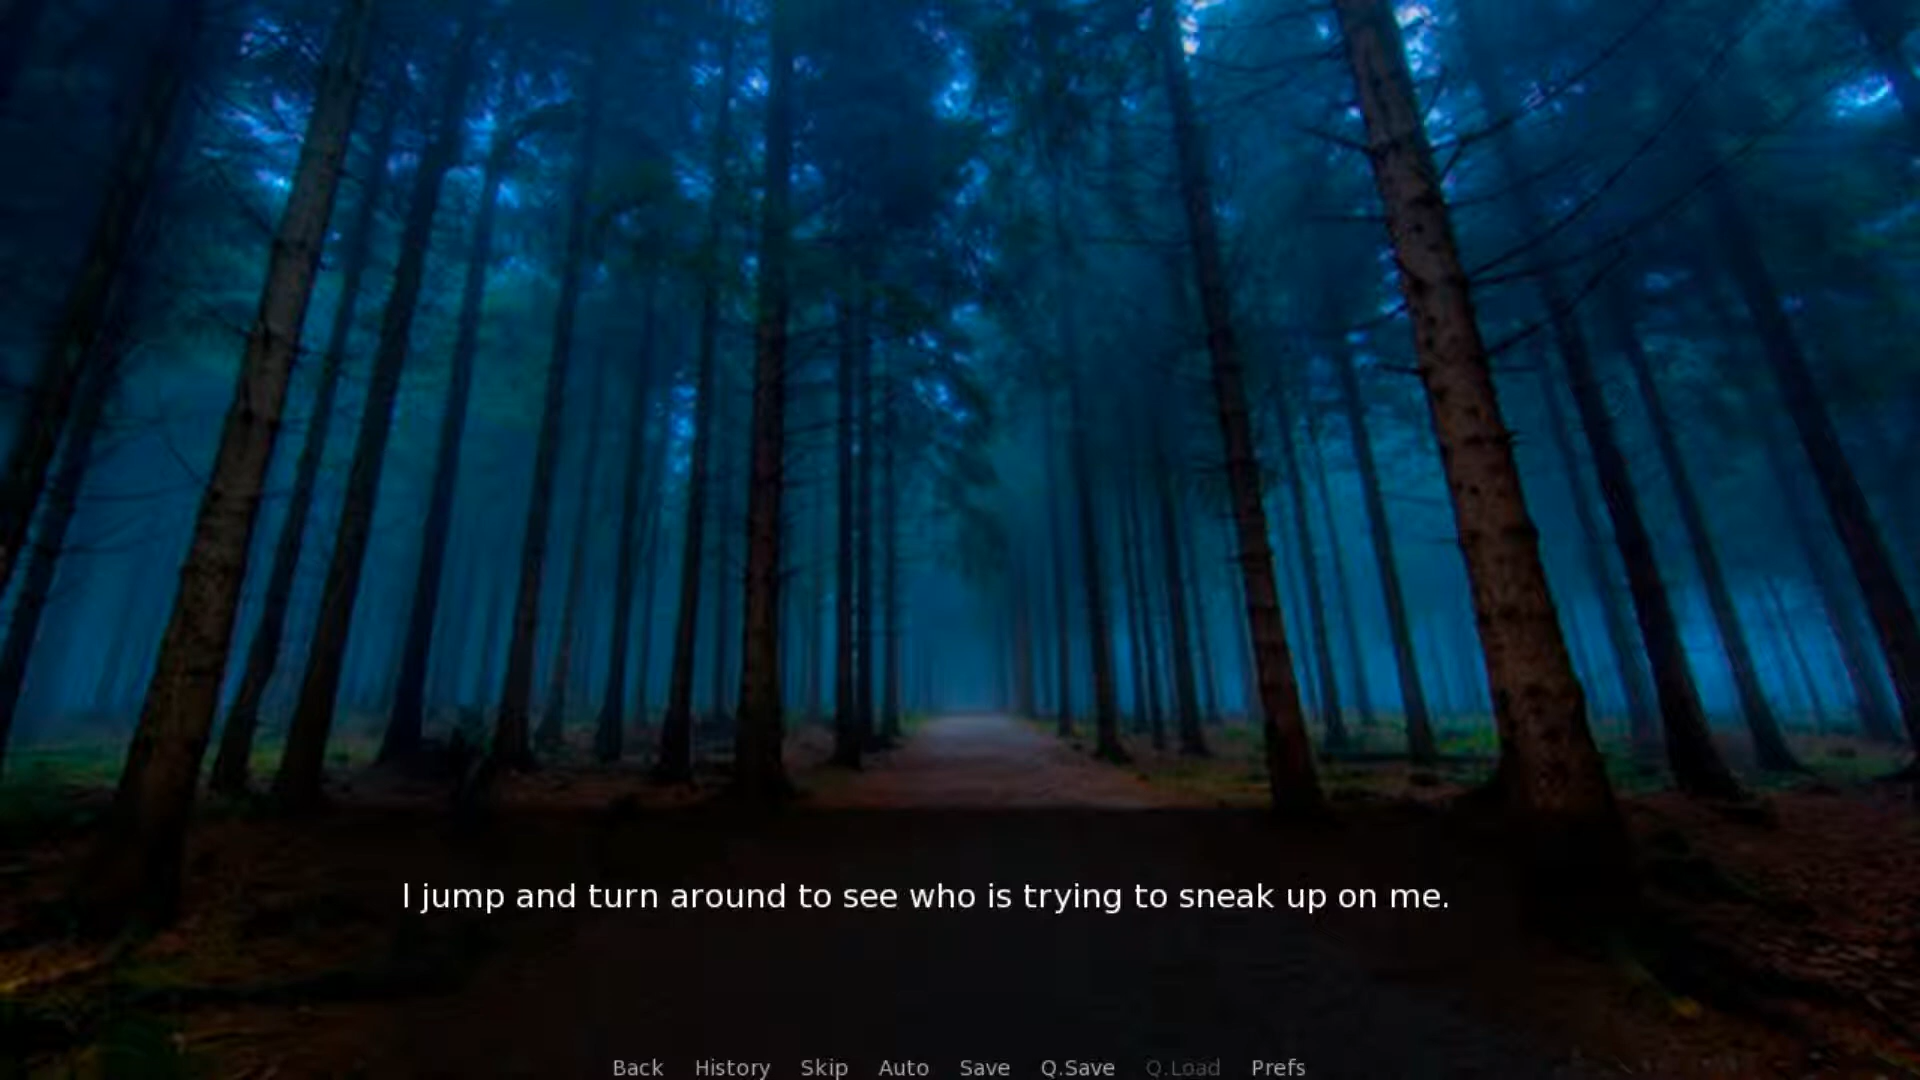 I jump and turn around to see who is trying to sneak up on me.
Back History Skip Auto Save Q.Save Q.Load Prefs